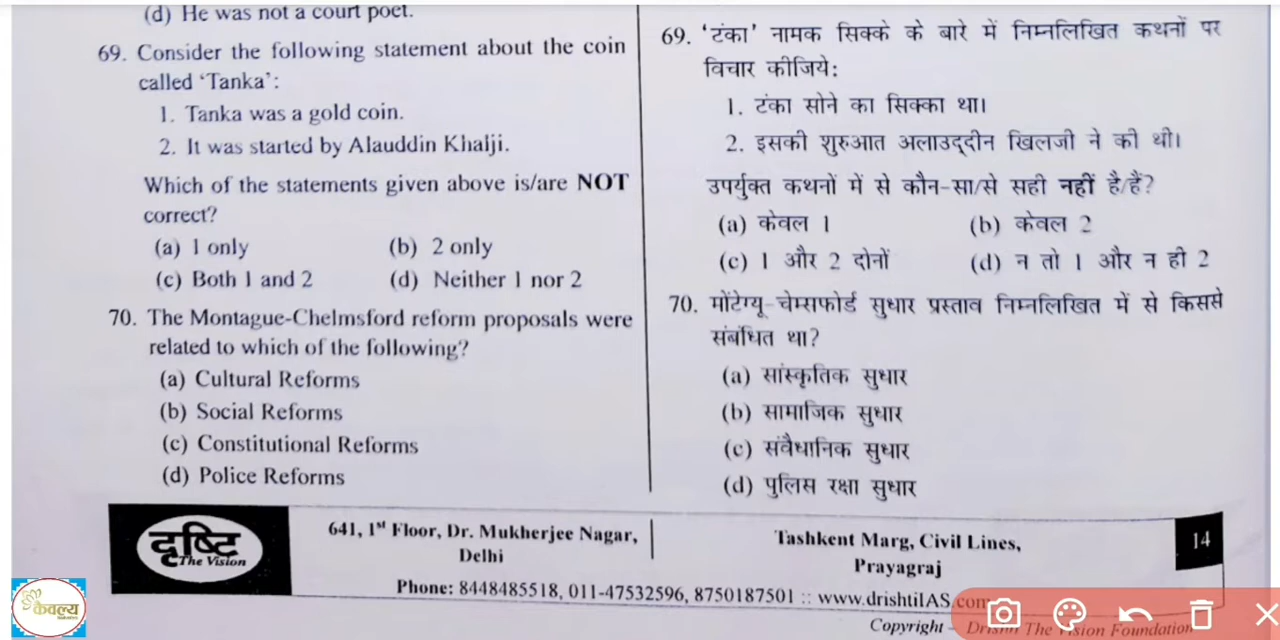 (d) He was not a court poet.
69. Consider the following statement about the coin
called ‘Tanka’:
1. Tanka was a gold coin.
2. It was started by Alauddin Khalji.
Which of the statements given above is/are NOT
correct?
(a) 1 only (b) 2 only
(c) Both 1 and 2 (d) Neither 1 nor 2
70. The Montague-Chelmsford reform proposals were
related to which of the following?
(a) Cultural Reforms
(b) Social Reforms
(c) Constitutional Reforms
(d) Police Reforms
69. ‘टंका’ नामक सिक्के के बारे में निम्नलिखित कथनों पर
विचार कीजिये:
1. टंका सोने का सिक्का था।
2. इसकी शुरुआत अलाउद्दीन खिलजी ने की थी।
उपर्युक्त कथनों में से कौन-सा/से सही नहीं है/हैं?
(a) केवल 1 (b) केवल 2
(c) 1 और 2 दोनों (d) न तो 1 और न ही 2
70. मोंटेग्यू-चेम्सफोर्ड सुधार प्रस्ताव निम्नलिखित में से किससे
संबंधित था?
(a) सांस्कृतिक सुधार
(b) सामाजिक सुधार
(c) संवैधानिक सुधार
(d) पुलिस रक्षा सुधार
दृष्टि
The Vision
641, 1st Floor, Dr. Mukherjee Nagar,
Delhi
Tashkent Marg, Civil Lines,
Prayagraj
14
Phone: 8448485518, 011-47532596, 8750187501 :: www.drishtiIAS.com
Copyright – Drishti The Vision Foundation
कैवल्य